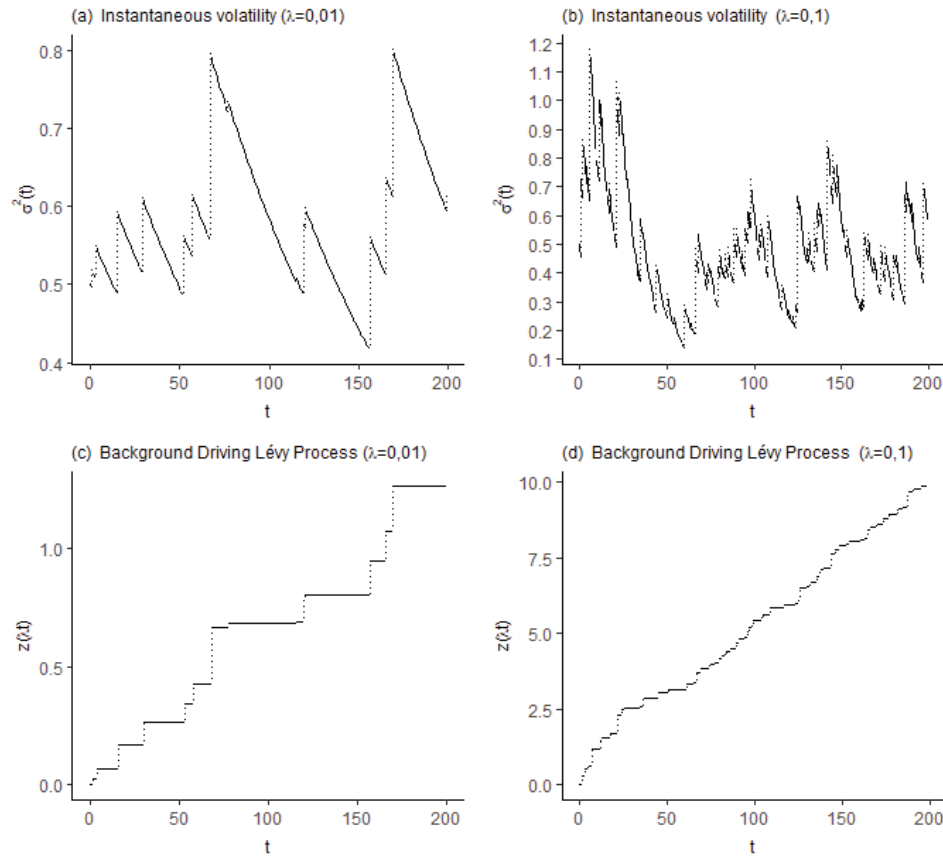 (a) Instantaneous volatility (λ=0,01)
0.8
0.7
0.6
0.5
0.4
σ²(t)
0 50 100 150 200
t
(b) Instantaneous volatility (λ=0,1)
1.2
1.1
1.0
0.9
0.8
0.7
0.6
0.5
0.4
0.3
0.2
0.1
σ²(t)
0 50 100 150 200
t
(c) Background Driving Lévy Process (λ=0,01)
1.0
0.5
0.0
z(λt)
0 50 100 150 200
t
(d) Background Driving Lévy Process (λ=0,1)
10.0
7.5
5.0
2.5
0.0
z(λt)
0 50 100 150 200
t